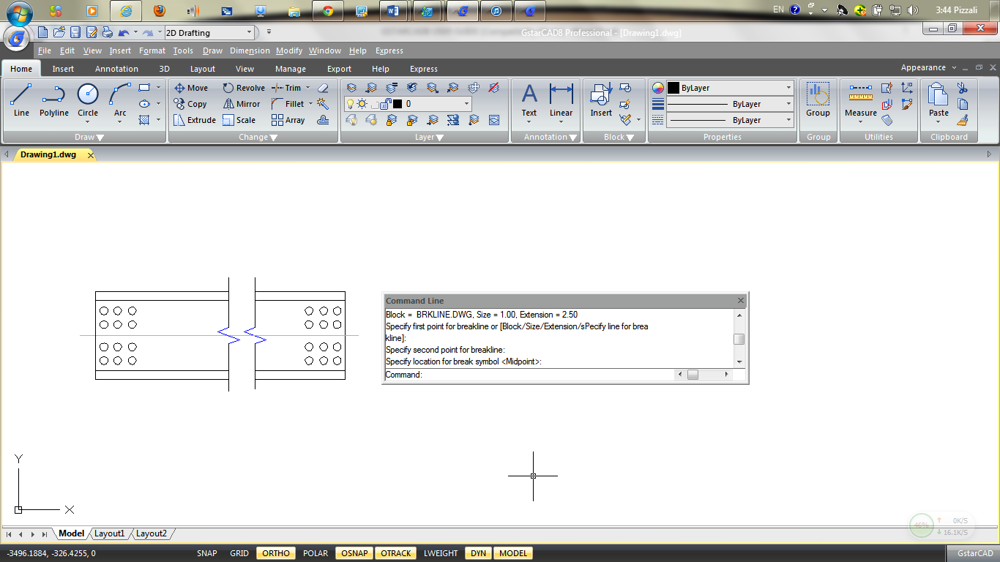 EN
3:44 Pizzali
2D Drafting
GstarCAD8 Professional - [Drawing1.dwg]
File Edit View Insert Format Tools Draw Dimension Modify Window Help Express
Home Insert Annotation 3D Layout View Manage Export Help Express
Appearance
Line Polyline Circle Arc
Move Revolve Trim
Copy Mirror Fillet
Extrude Scale Array
0
Text Linear
Insert
ByLayer
ByLayer
ByLayer
Group
Measure
Paste
Draw Change Layer Annotation Block Properties Group Utilities Clipboard
Drawing1.dwg
Command Line
Block = BRKLINE.DWG, Size = 1.00, Extension = 2.50
Specify first point for breakline or [Block/Size/Extension/sPecify line for brea
kline]:
Specify second point for breakline:
Specify location for break symbol <Midpoint>:
Command:
Y
X
46%
0K/S
16.1K/S
Model Layout1 Layout2
-3496.1884, -326.4255, 0
SNAP GRID ORTHO POLAR OSNAP OTRACK LWEIGHT DYN MODEL
GstarCAD